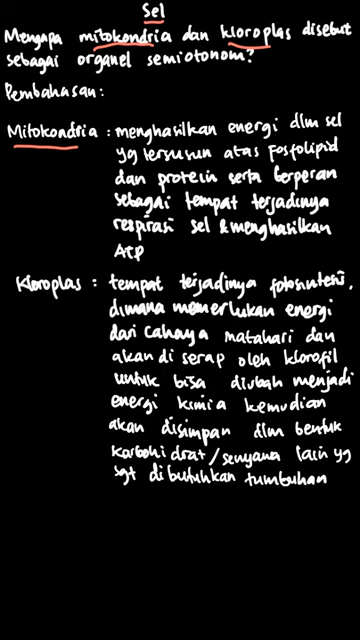 Sel
Mengapa mitokondria dan kloroplas disebut
sebagai organel semiotonom?
Pembahasan:
Mitokondria : menghasilkan energi dlm sel
yg tersusun atas fosfolipid
dan protein serta berperan
sebagai tempat terjadinya
respirasi sel & menghasilkan
ATP
Kloroplas : tempat terjadinya fotosintesis,
dimana memerlukan energi
dari cahaya matahari dan
akan di serap oleh klorofil
untuk bisa diubah menjadi
energi kimia kemudian
akan disimpan dlm bentuk
karbohidrat/senyawa lain yg
sgt dibutuhkan tumbuhan